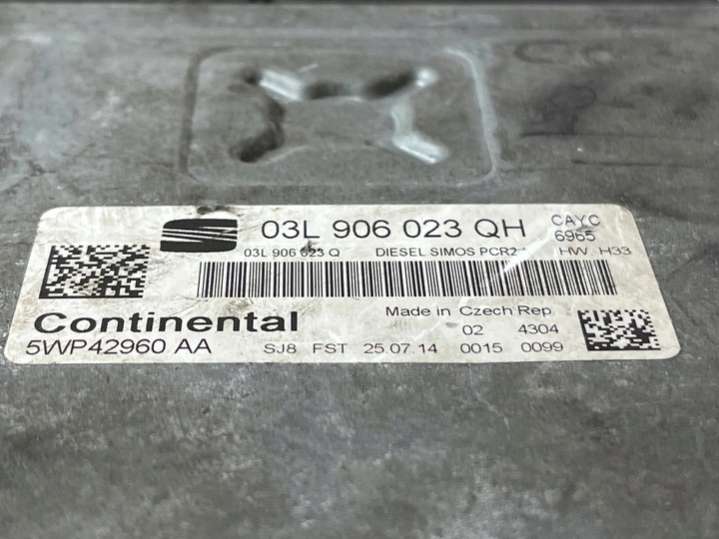 03L 906 023 QH CAYC
6965
03L 906 023 Q DIESEL SIMOS HW H33
Continental Made in Czech Rep
02 4304
5WP42960 AA SJ8 FST 25.07.14 0015 0099